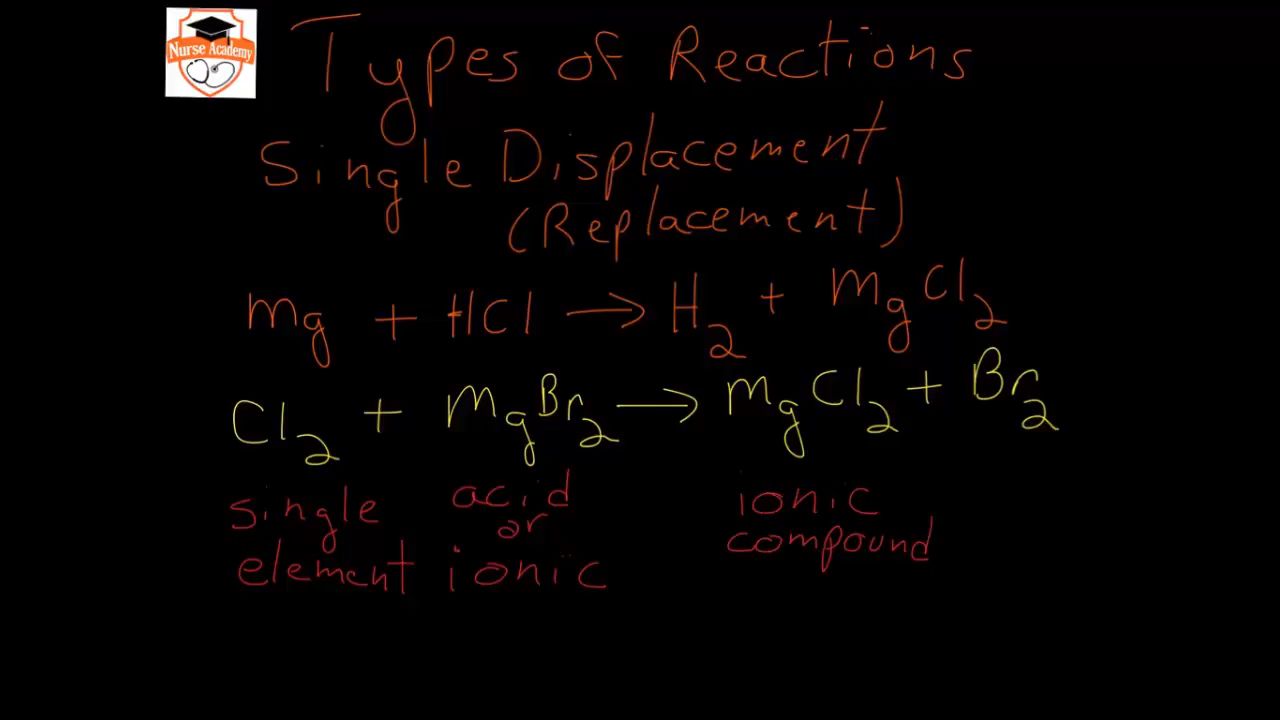 Nurse Academy
Types of Reactions
Single Displacement
(Replacement)
Mg + HCl → H₂ + MgCl₂
Cl₂ + MgBr₂ → MgCl₂ + Br₂
single acid ionic
or
compound
element ionic